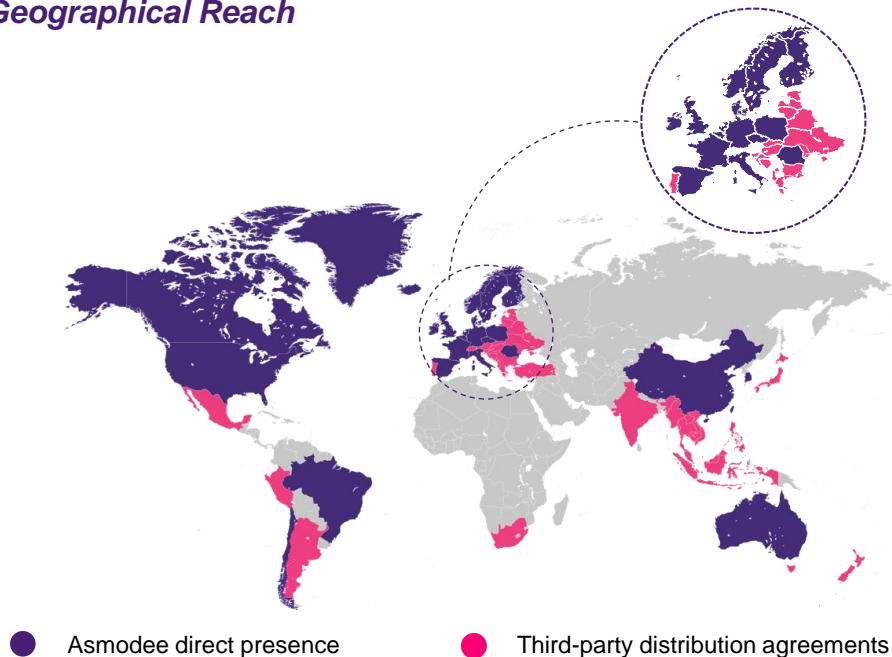 Geographical Reach
Asmodee direct presence
Third-party distribution agreements